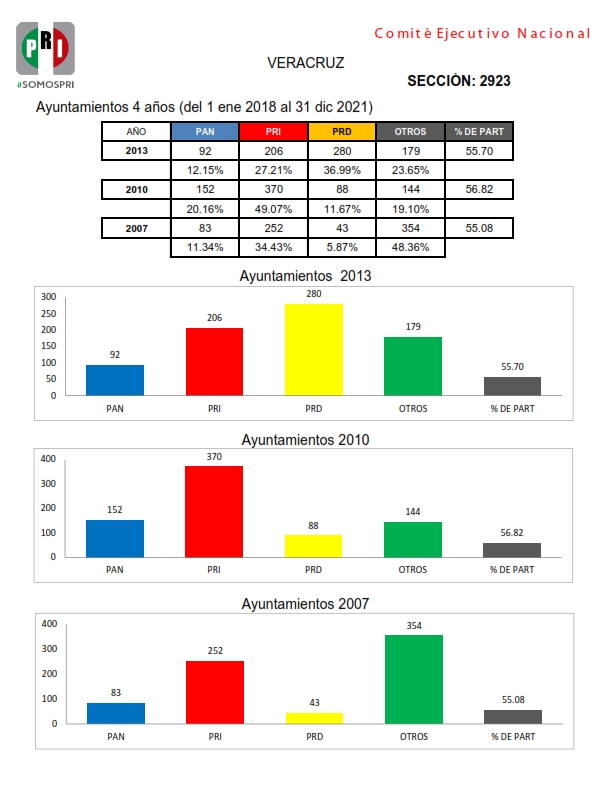 Comité Ejecutivo Nacional
PRI
#SOMOSPRI
VERACRUZ
SECCIÓN: 2923
Ayuntamientos 4 años (del 1 ene 2018 al 31 dic 2021)
AÑO PAN PRI PRD OTROS % DE PART
2013 92 206 280 179 55.70
12.15% 27.21% 36.99% 23.65%
2010 152 370 88 144 56.82
20.16% 49.07% 11.67% 19.10%
2007 83 252 43 354 55.08
11.34% 34.43% 5.87% 48.36%
Ayuntamientos 2013
300
250
200
150
100
50
0
92 206 280 179 55.70
PAN PRI PRD OTROS % DE PART
Ayuntamientos 2010
400
300
200
100
0
152 370 88 144 56.82
PAN PRI PRD OTROS % DE PART
Ayuntamientos 2007
400
300
200
100
0
83 252 43 354 55.08
PAN PRI PRD OTROS % DE PART